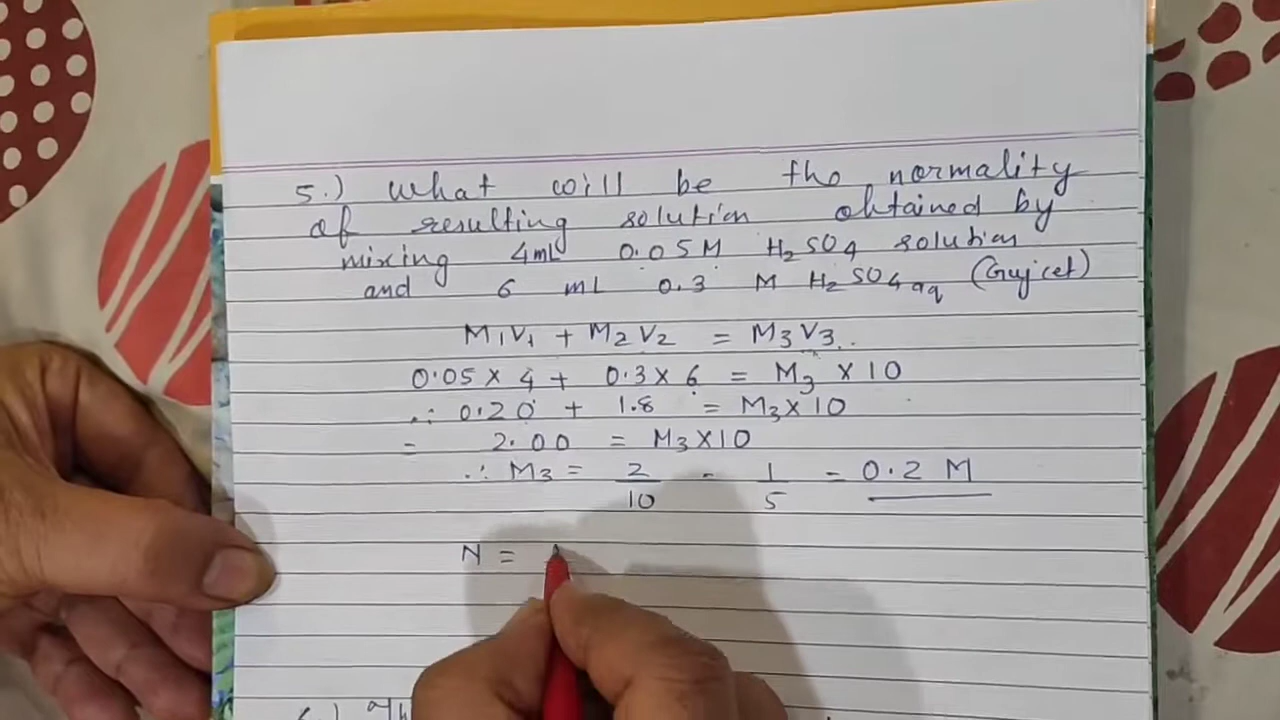 5.) What will be the normality
of resulting solution obtained by
mixing 4mL 0.05M H₂SO₄ solution
and 6 mL 0.3 M H₂SO₄ aq (Gujcet)
M₁V₁ + M₂V₂ = M₃V₃
0.05 × 4 + 0.3 × 6 = M₃ × 10
∴ 0.20 + 1.8 = M₃ × 10
= 2.00 = M₃ × 10
∴ M₃ = 2/10 - 1/5 = 0.2 M
N =
6.)